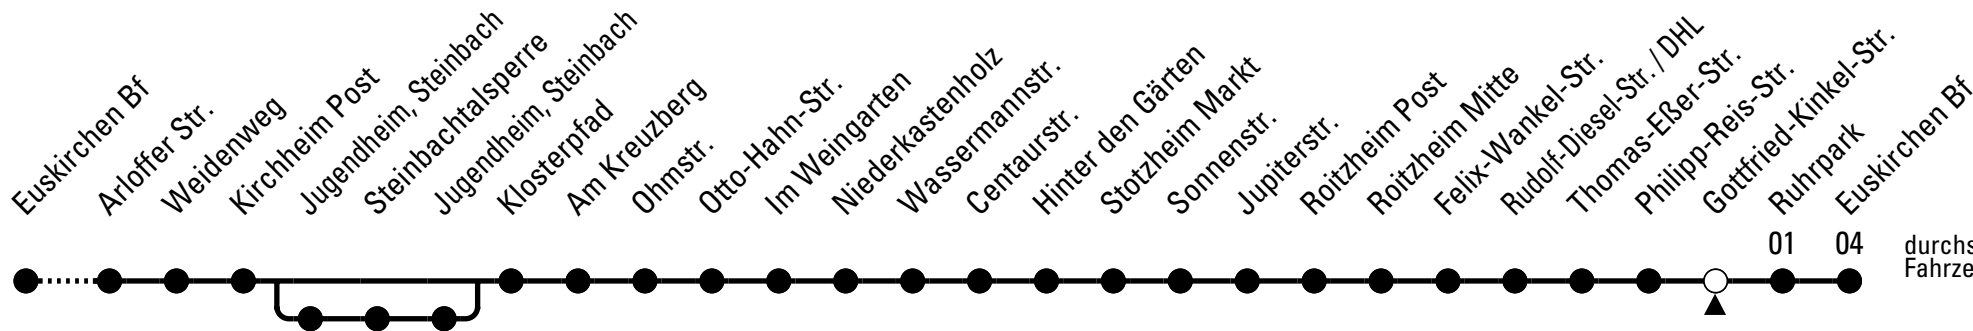 Euskirchen Bf
Arloffer Str.
Weidenweg
Kirchheim Post
Jugendheim, Steinbach
Steinbachtalsperre
Jugendheim, Steinbach
Klosterpfad
Am Kreuzberg
Ohmstr.
Otto-Hahn-Str.
Im Weingarten
Niederkastenholz
Wassermannstr.
Centaurstr.
Hinter den Gärten
Stotzheim Markt
Sonnenstr.
Jupiterstr.
Roitzheim Post
Roitzheim Mitte
Felix-Wankel-Str.
Rudolf-Diesel-Str. / DHL
Thomas-Eßer-Str.
Philipp-Reis-Str.
Gottfried-Kinkel-Str.
Ruhrpark
Euskirchen Bf
01 04
durchs
Fahrze